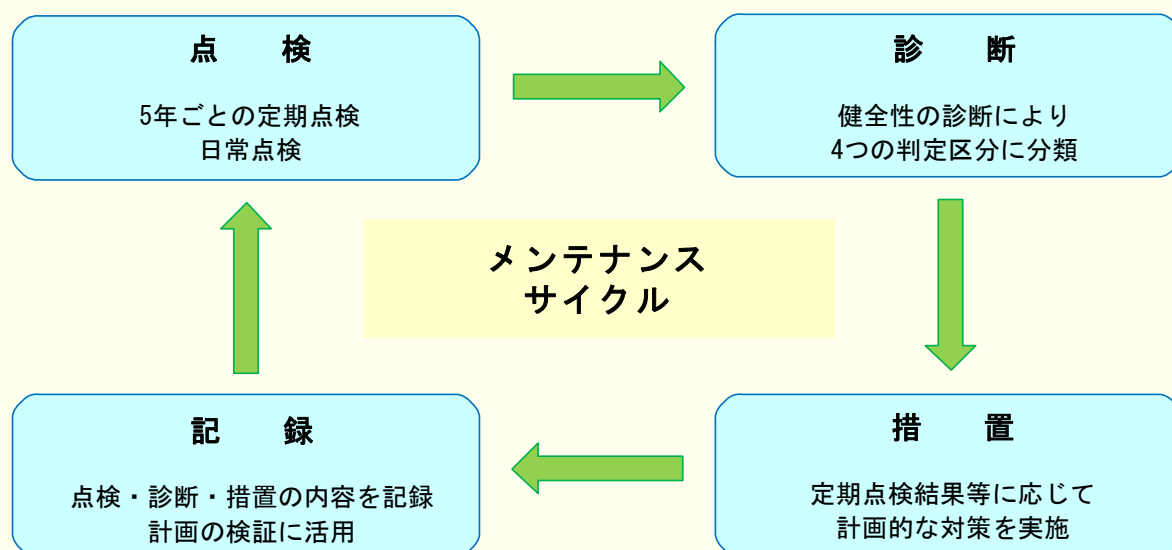 点　検
5年ごとの定期点検
日常点検
診　断
健全性の診断により
4つの判定区分に分類
メンテナンス
サイクル
記　録
点検・診断・措置の内容を記録
計画の検証に活用
措　置
定期点検結果等に応じて
計画的な対策を実施